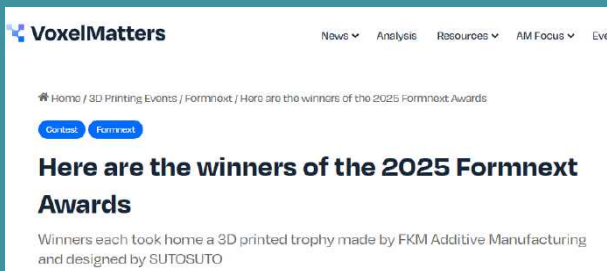 VoxelMatters
News Analysis Resources AM Focus
Home / 3D Printing Events / Formnext / Here are the winners of the 2025 Formnext Awards
Contest Formnext
Here are the winners of the 2025 Formnext
Awards
Winners each took home a 3D printed trophy made by FKM Additive Manufacturing
and designed by SUTOSUTO